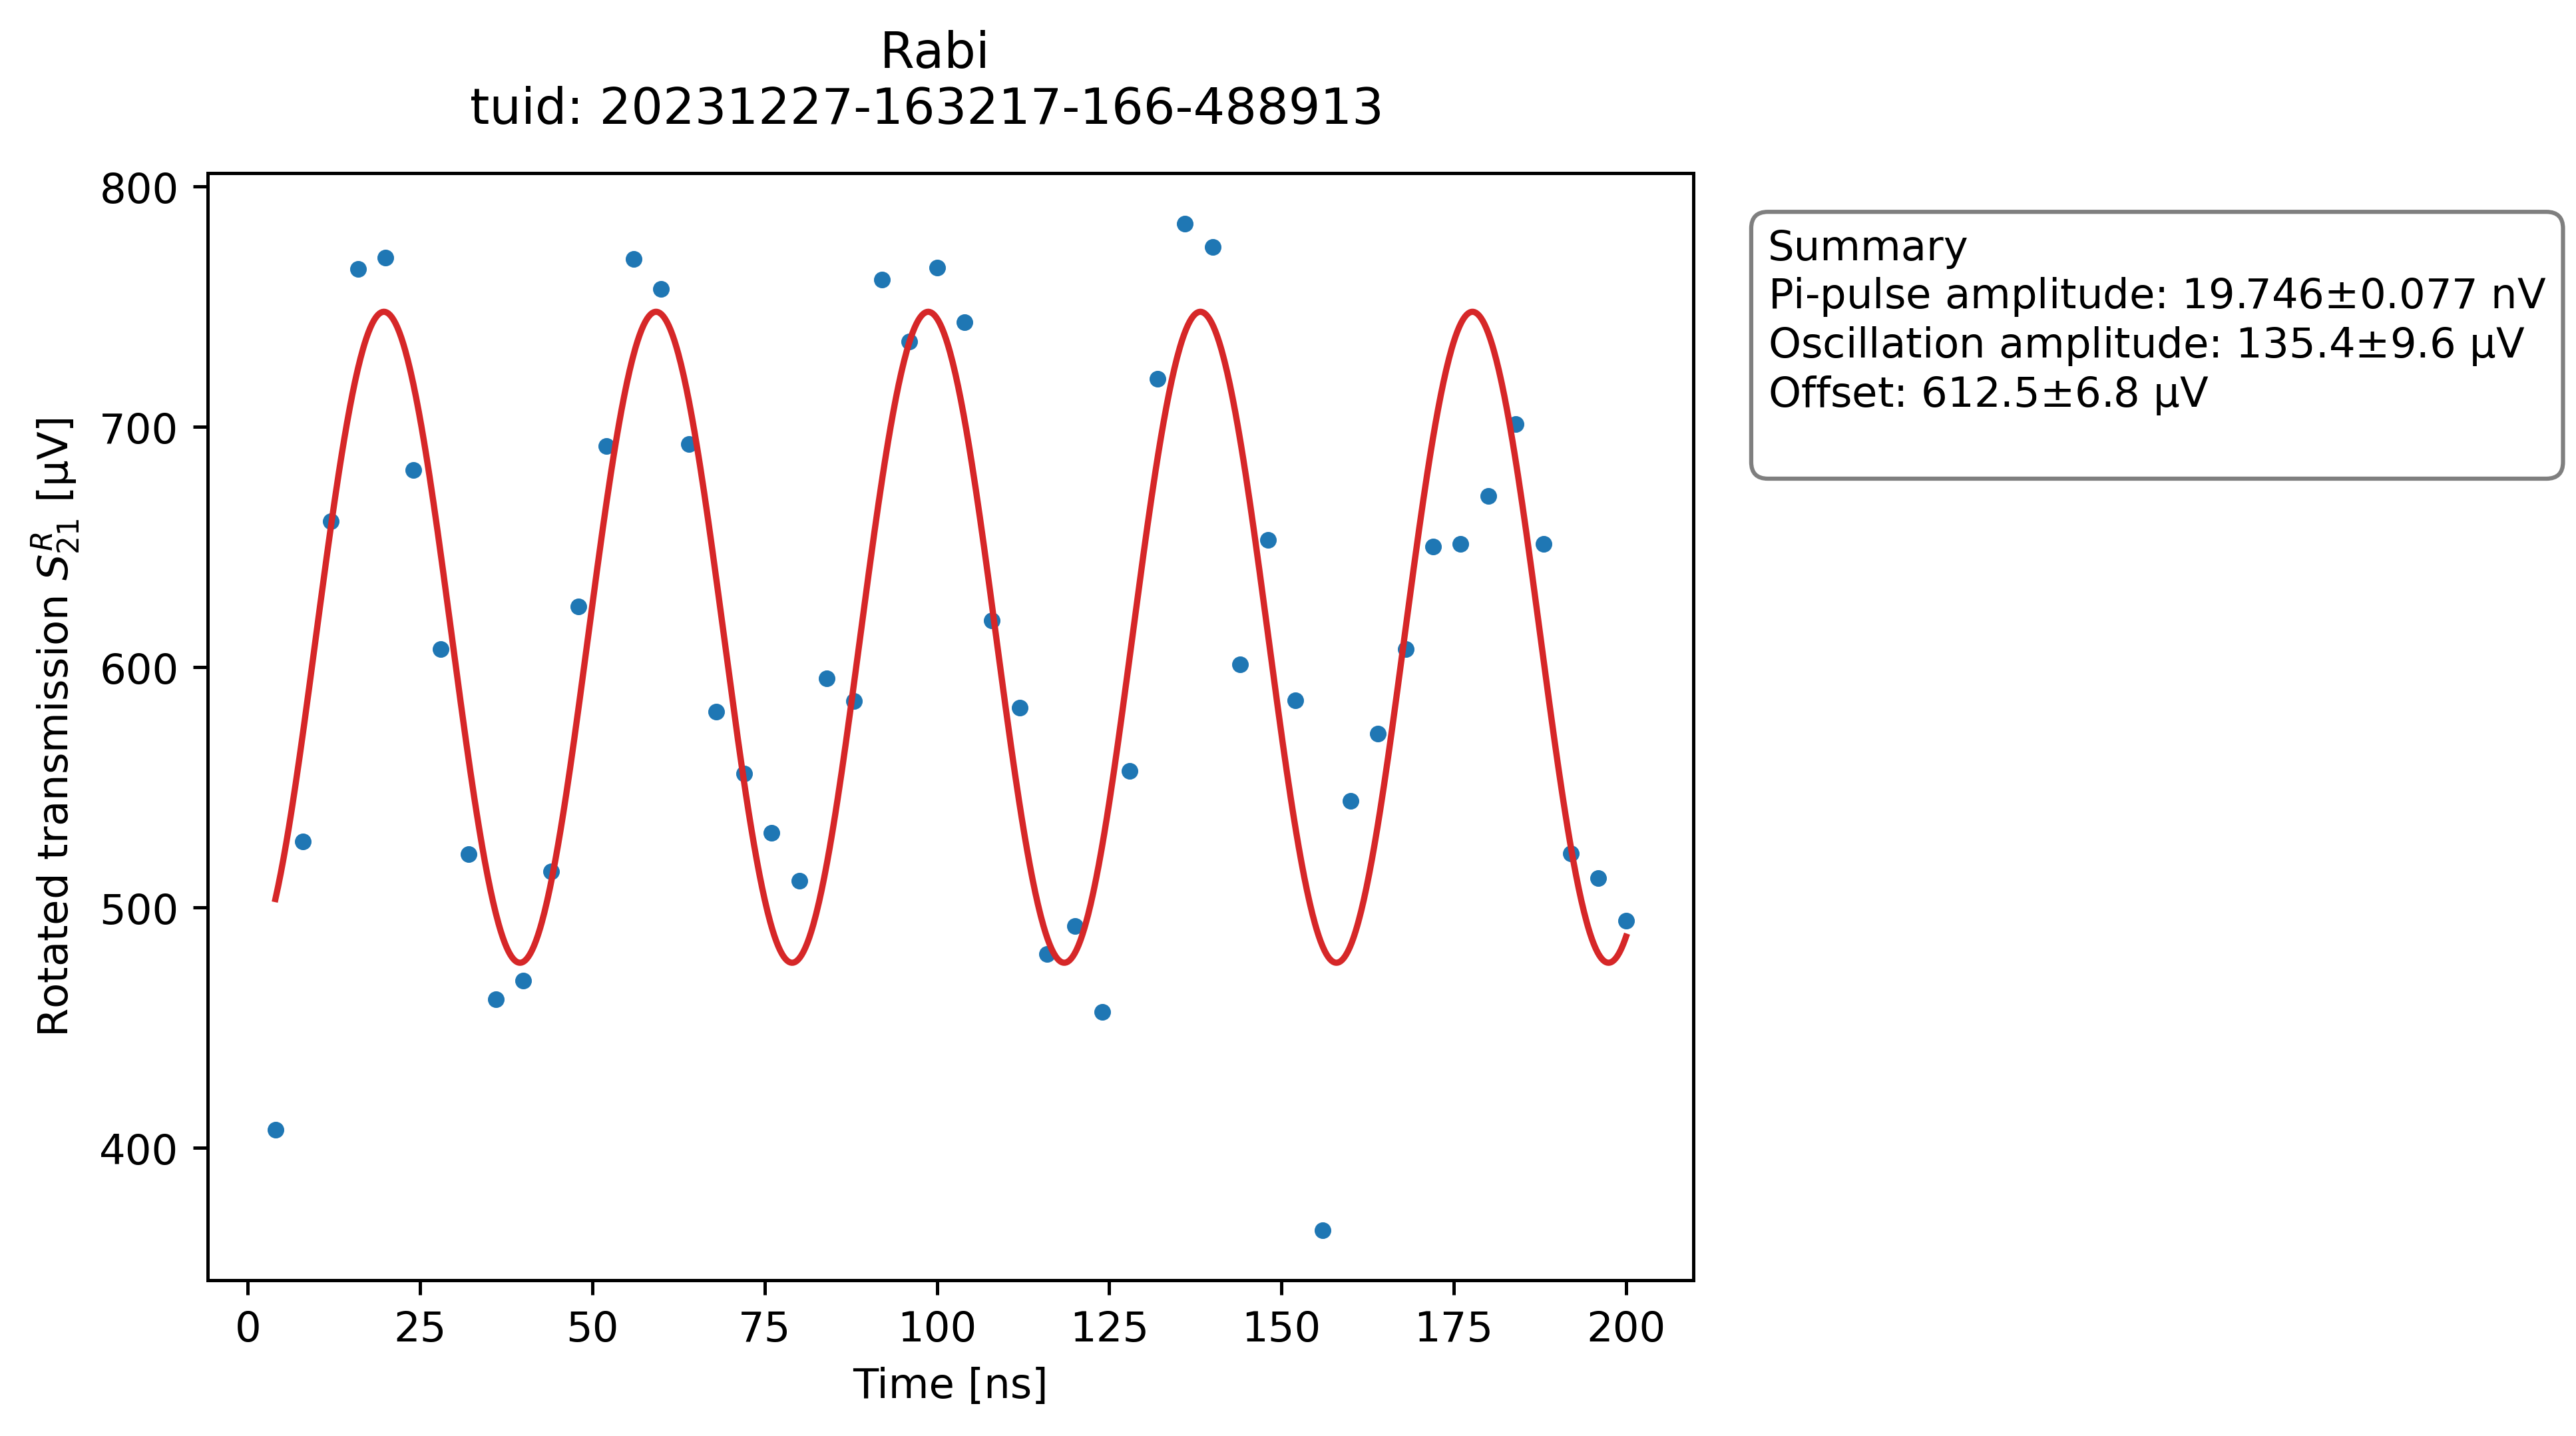 Rabi
tuid: 20231227-163217-166-488913
Rotated transmission $S_{21}^{R}$ [µV]
800
700
600
500
400
0 25 50 75 100 125 150 175 200
Time [ns]
Summary
Pi-pulse amplitude: 19.746±0.077 nV
Oscillation amplitude: 135.4±9.6 µV
Offset: 612.5±6.8 µV